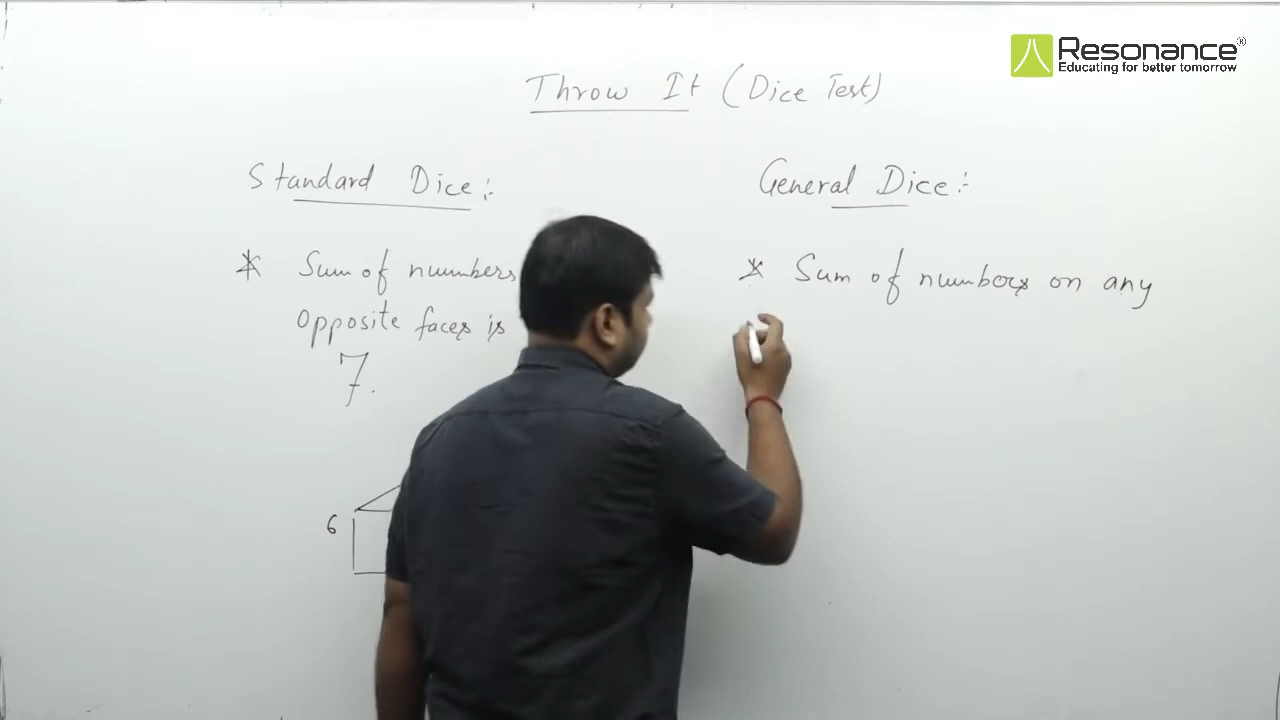 Resonance®
Educating for better tomorrow
Throw It (Dice Test)
Standard Dice:
* Sum of numbers
opposite faces is
7.
6
General Dice:-
* Sum of numbers on any